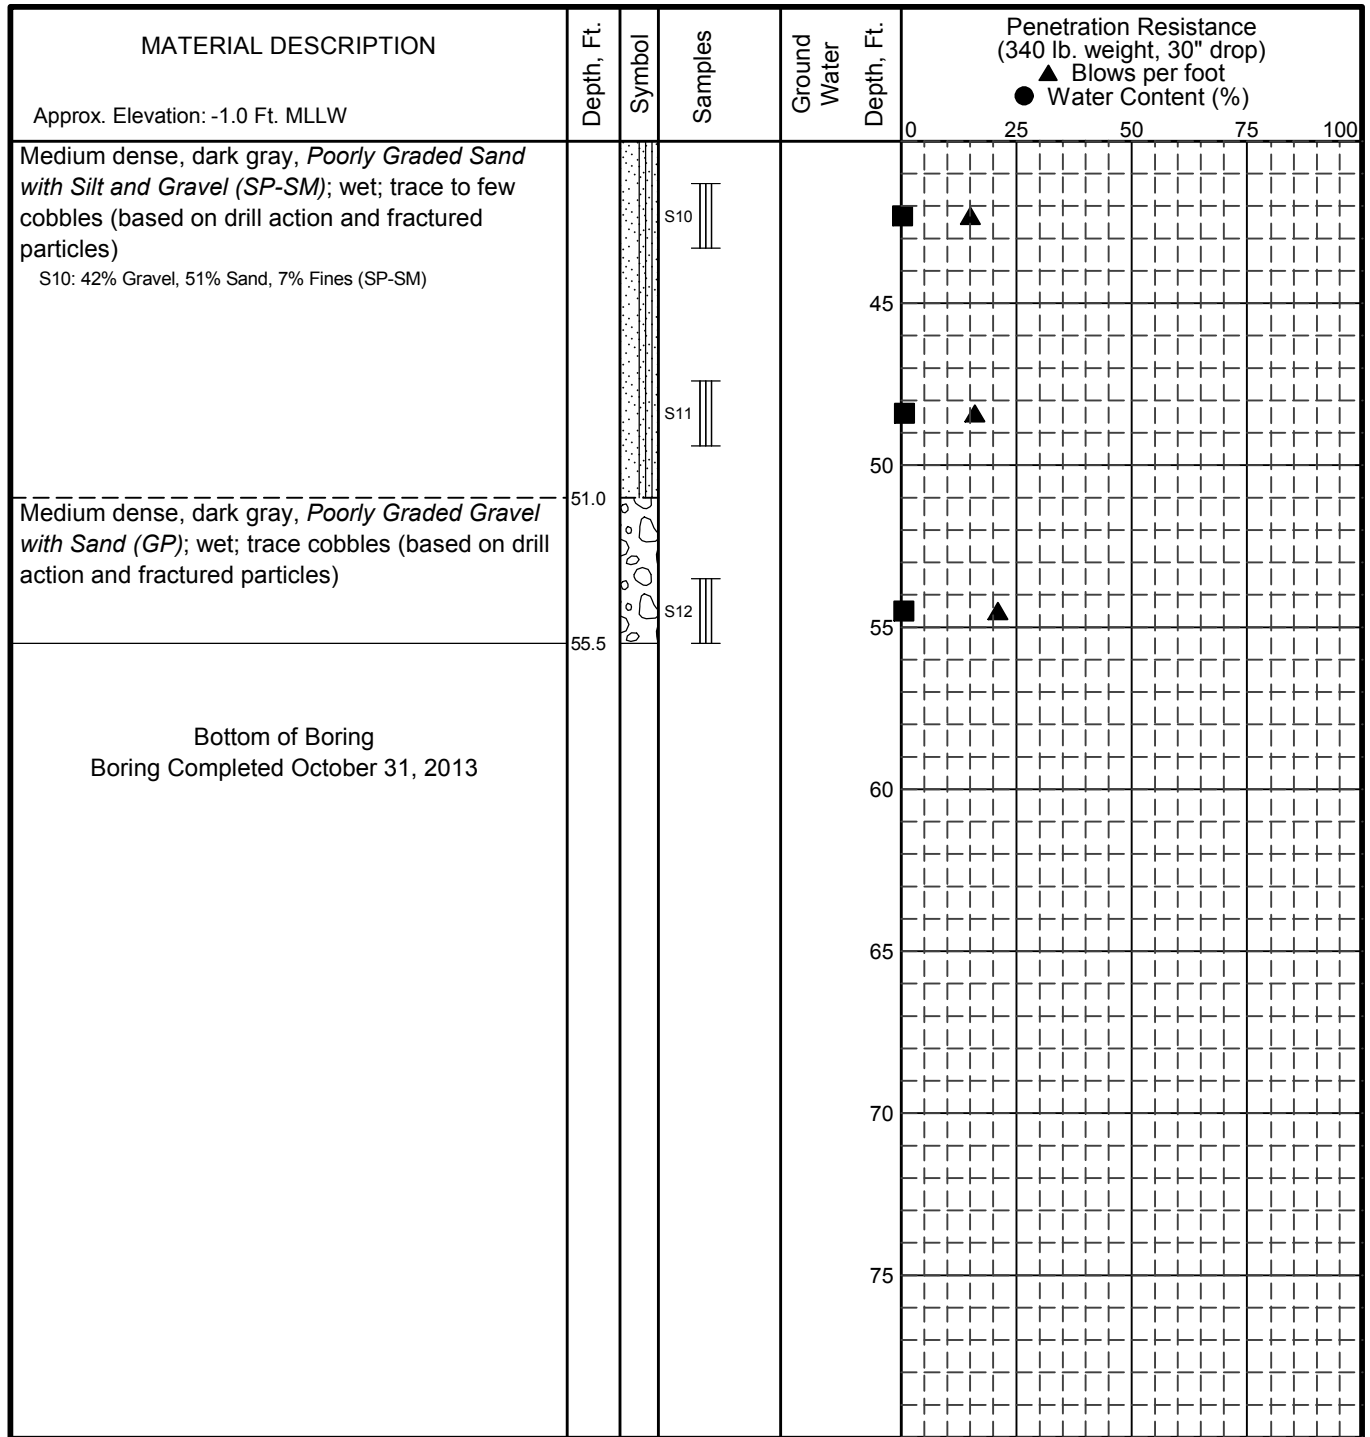 MATERIAL DESCRIPTION
Approx. Elevation: -1.0 Ft. MLLW
Depth, Ft.
Symbol
Samples
Ground
Water
Depth, Ft.
Penetration Resistance
(340 lb. weight, 30" drop)
▲ Blows per foot
● Water Content (%)
0 25 50 75 100
Medium dense, dark gray, Poorly Graded Sand
with Silt and Gravel (SP-SM); wet; trace to few
cobbles (based on drill action and fractured
particles)
S10: 42% Gravel, 51% Sand, 7% Fines (SP-SM)
S10
45
S11
50
51.0
Medium dense, dark gray, Poorly Graded Gravel
with Sand (GP); wet; trace cobbles (based on drill
action and fractured particles)
S12
55
55.5
Bottom of Boring
Boring Completed October 31, 2013
60
65
70
75